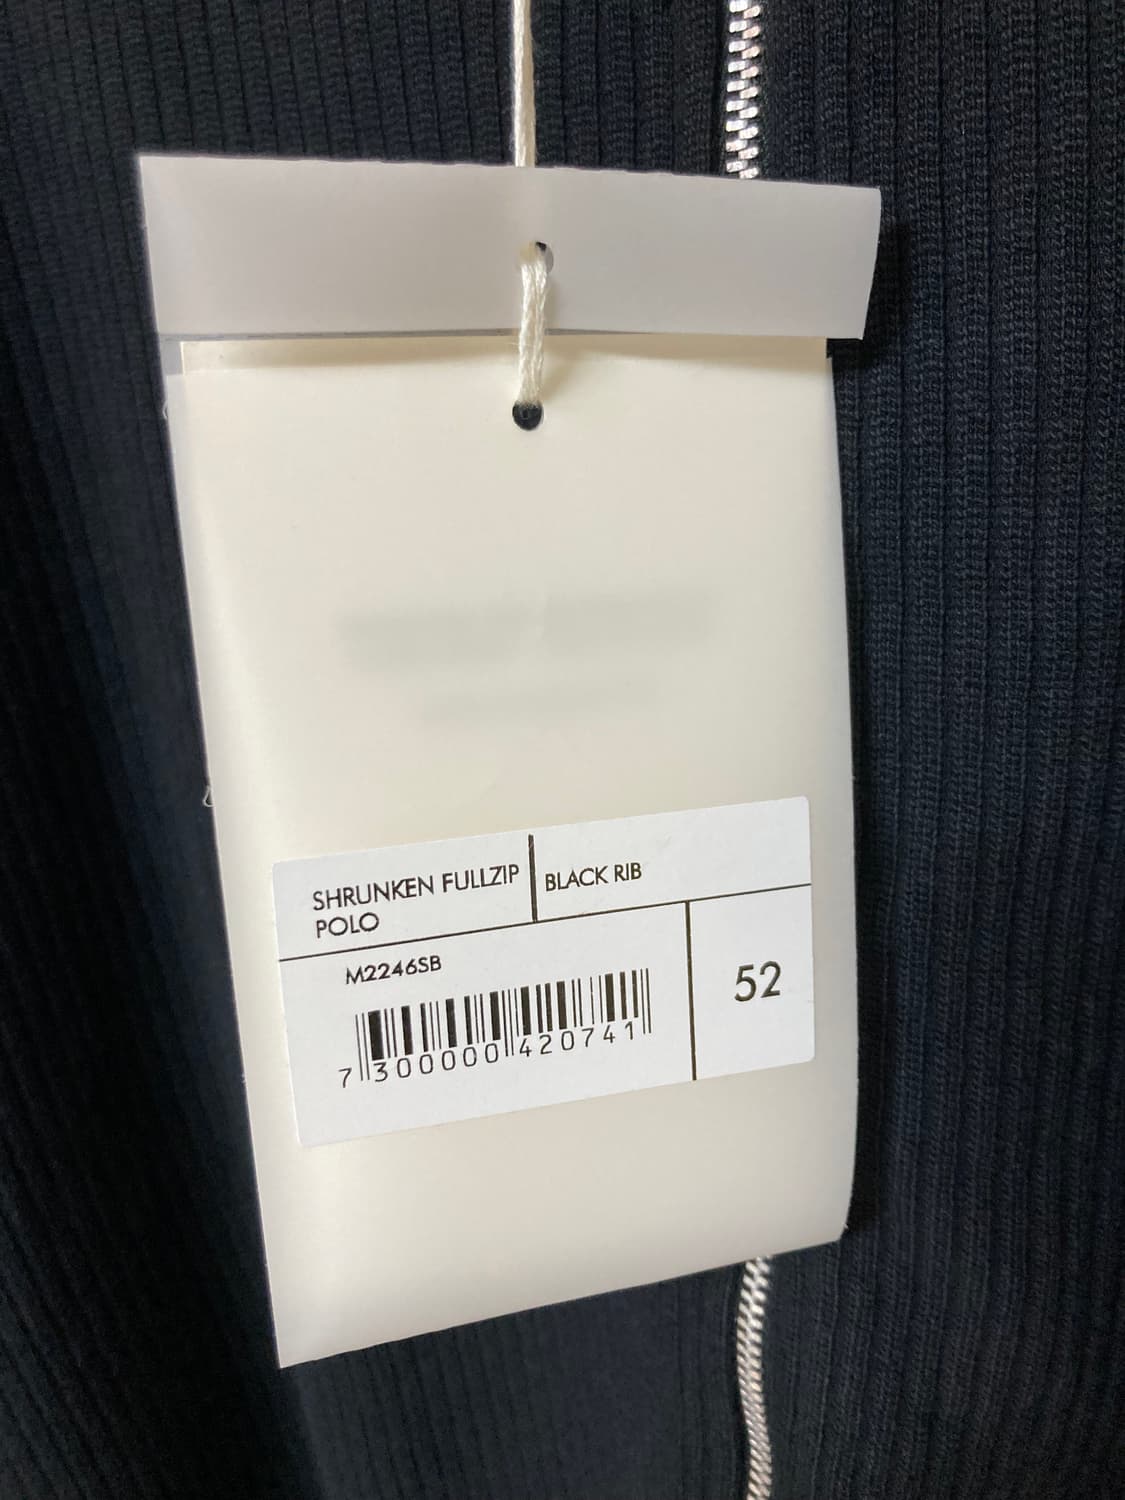 SHRUNKEN FULLZIP
POLO
BLACK RIB
M2246SB
52
7 300000 420741